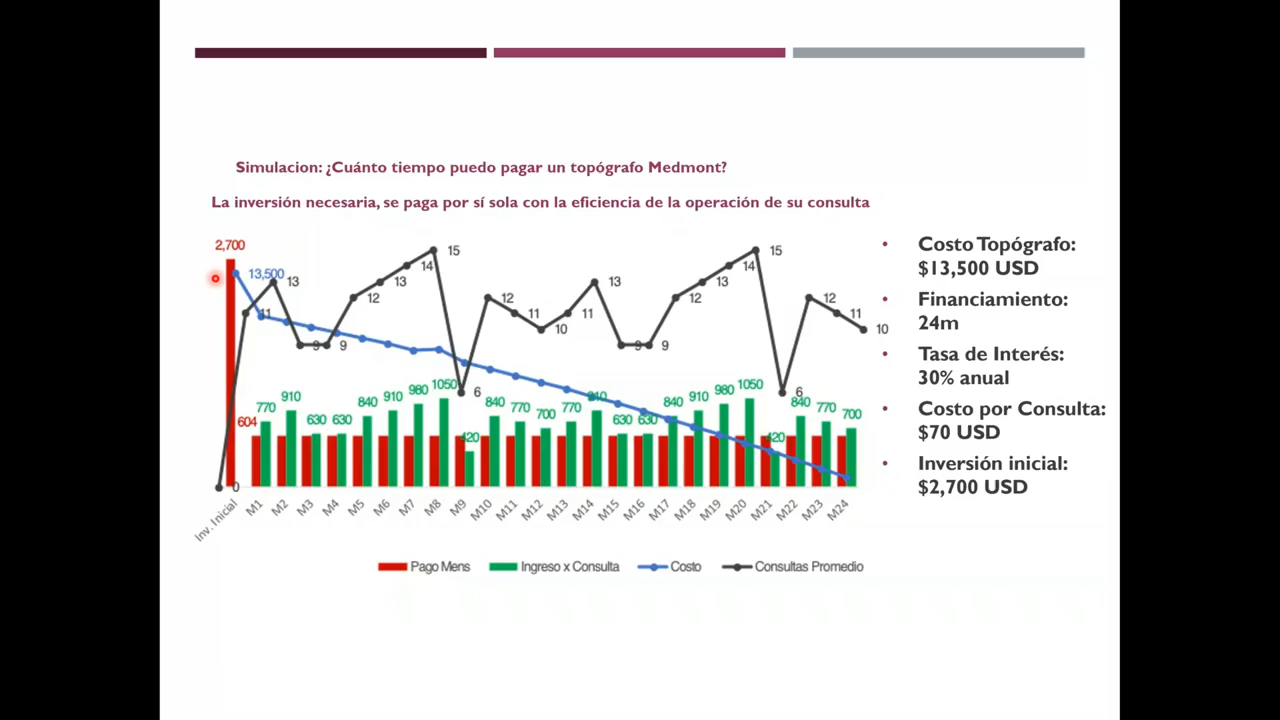 Simulacion: ¿Cuánto tiempo puedo pagar un topógrafo Medmont?
La inversión necesaria, se paga por sí sola con la eficiencia de la operación de su consulta
2,700
13,500
604
0
11
13
9
9
12
13
14
15
6
12
11
10
11
13
9
9
12
13
14
15
6
12
11
10
770
910
630
630
840
910
980
1050
420
840
770
700
770
910
630
630
840
910
980
1050
420
840
770
700
Inv. Inicial
M1
M2
M3
M4
M5
M6
M7
M8
M9
M10
M11
M12
M13
M14
M15
M16
M17
M18
M19
M20
M21
M22
M23
M24
Pago Mens
Ingreso x Consulta
Costo
Consultas Promedio
• Costo Topógrafo:
$13,500 USD
• Financiamiento:
24m
• Tasa de Interés:
30% anual
• Costo por Consulta:
$70 USD
• Inversión inicial:
$2,700 USD